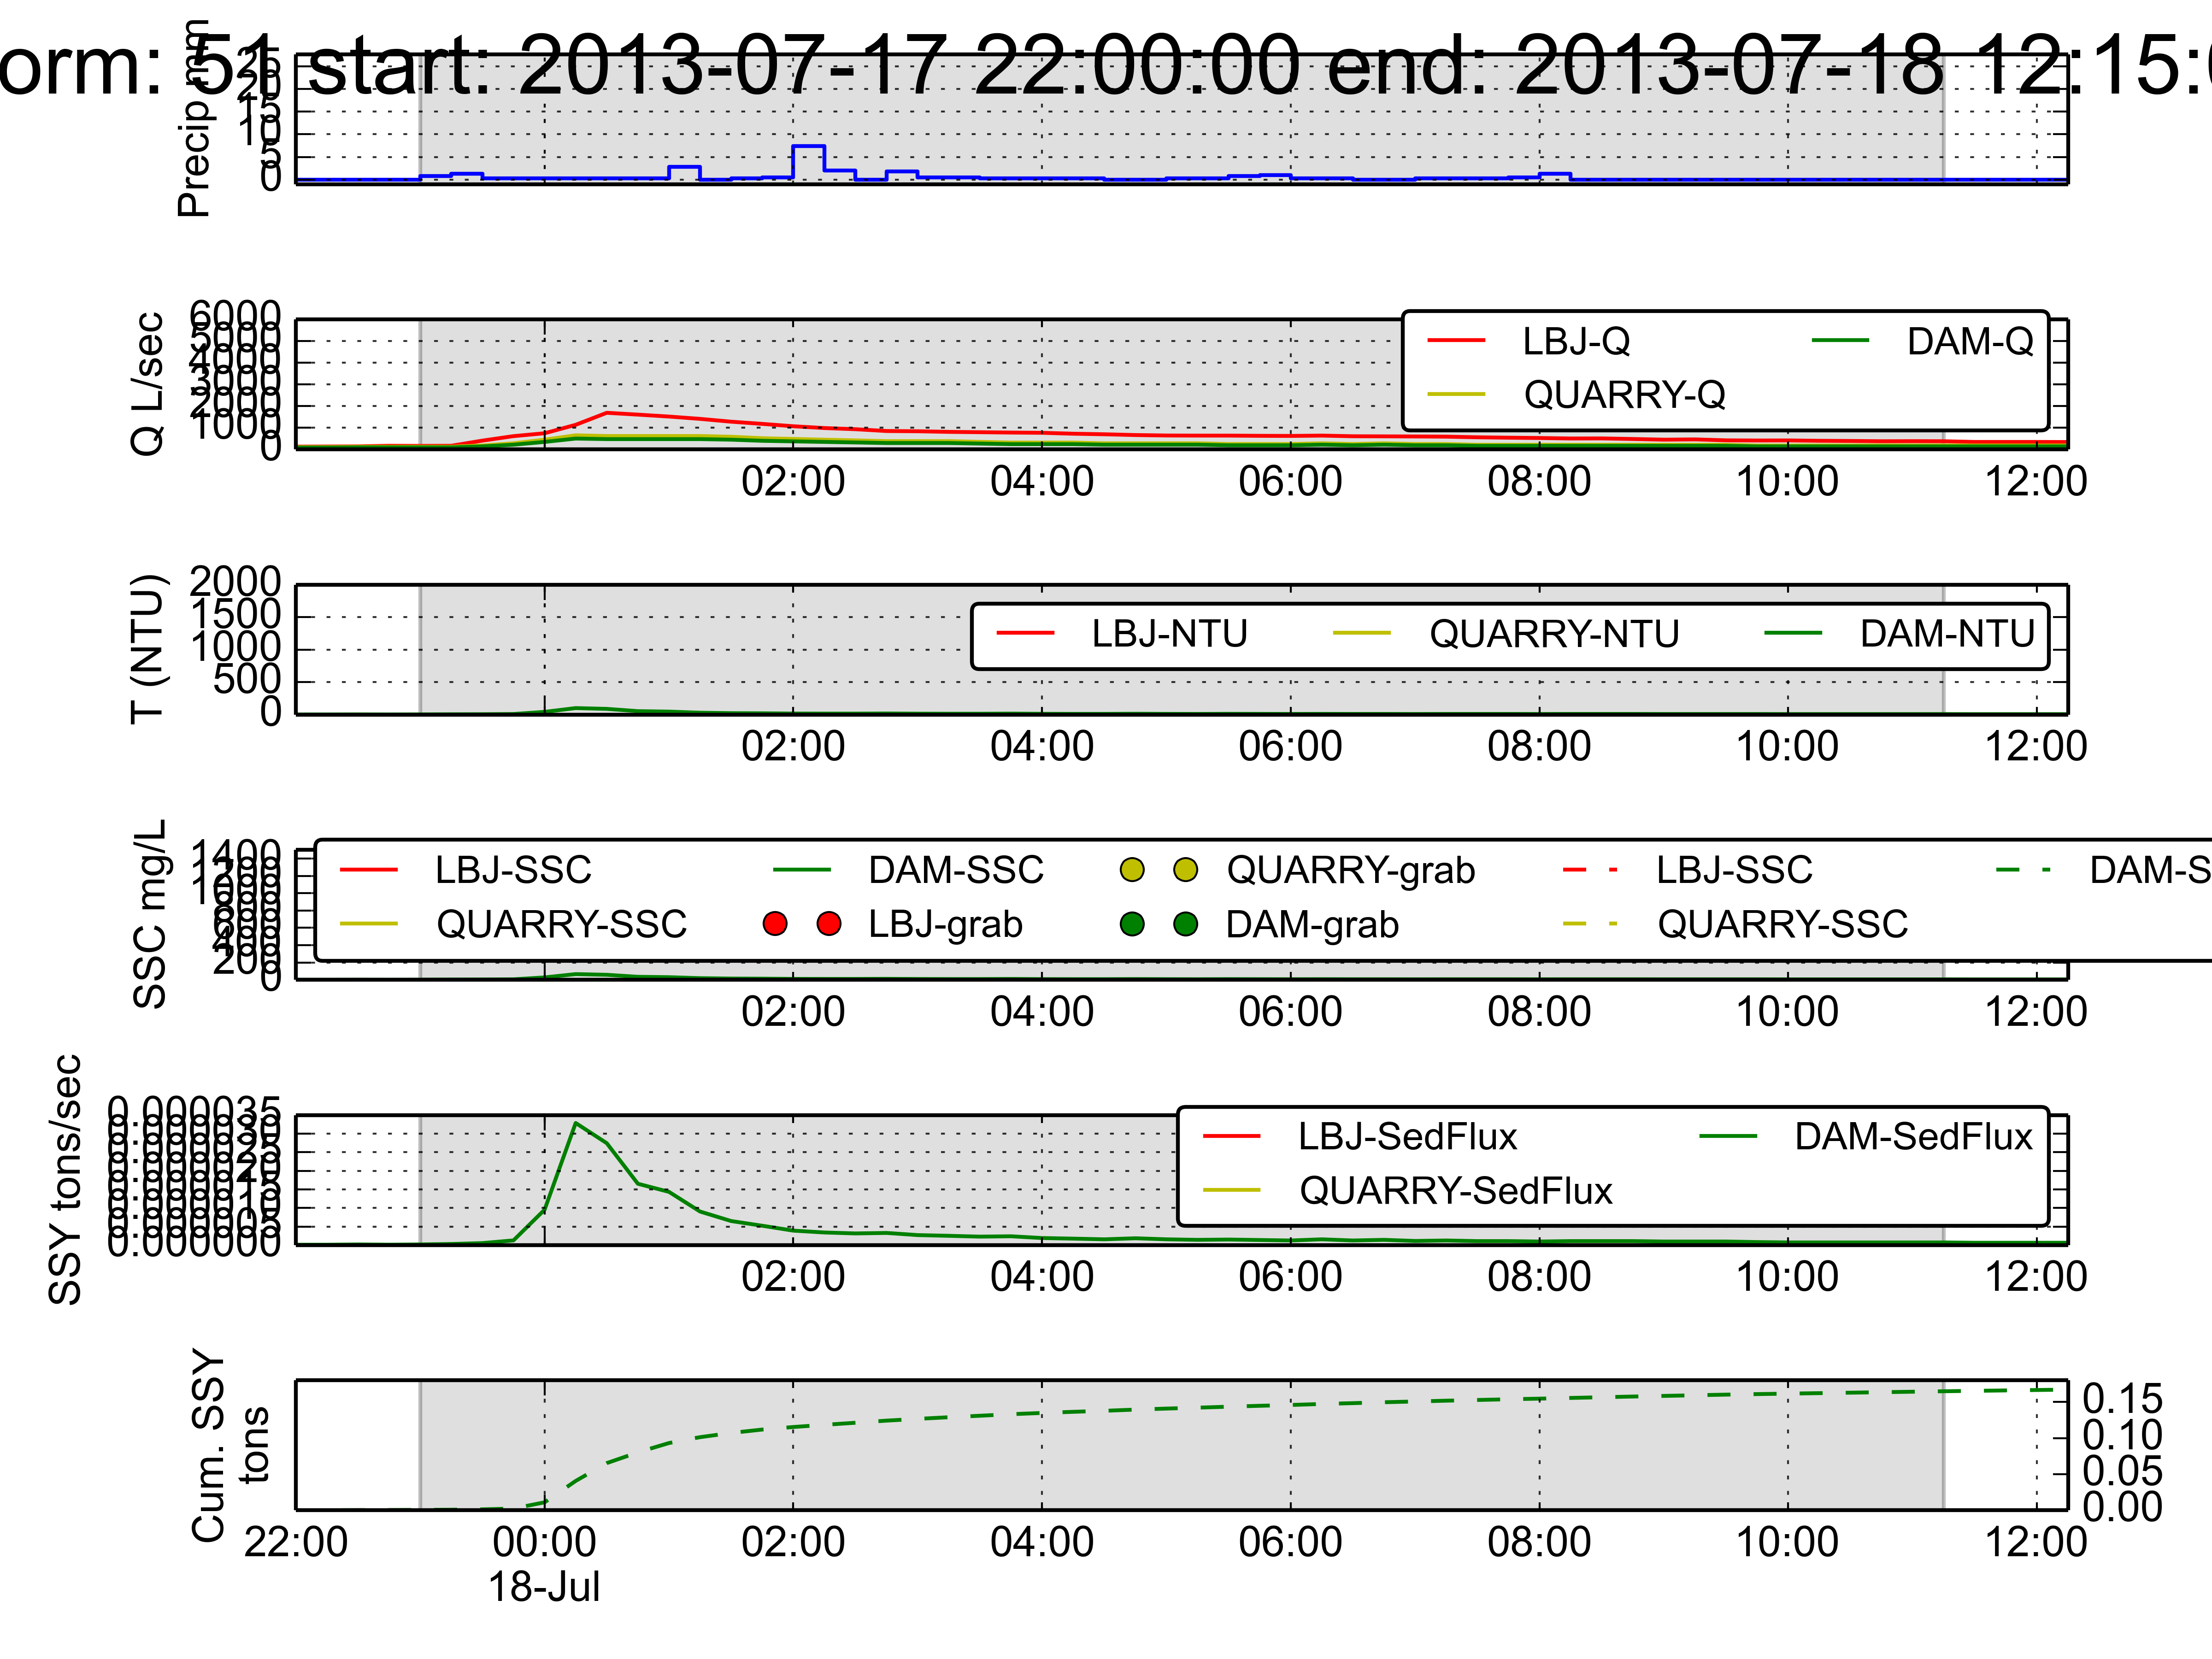 orm: 51 start: 2013-07-17 22:00:00 end: 2013-07-18 12:15:0
Precip mm
25
20
15
10
5
0
Q L/sec
6000
5000
4000
3000
2000
1000
0
LBJ-Q DAM-Q
QUARRY-Q
02:00 04:00 06:00 08:00 10:00 12:00
T (NTU)
2000
1500
1000
500
0
LBJ-NTU QUARRY-NTU DAM-NTU
02:00 04:00 06:00 08:00 10:00 12:00
SSC mg/L
1400
1200
1000
800
600
400
200
0
LBJ-SSC DAM-SSC QUARRY-grab LBJ-SSC DAM-S
QUARRY-SSC LBJ-grab DAM-grab QUARRY-SSC
02:00 04:00 06:00 08:00 10:00 12:00
SSY tons/sec
0.000035
0.000030
0.000025
0.000020
0.000015
0.000010
0.000005
0.000000
LBJ-SedFlux DAM-SedFlux
QUARRY-SedFlux
02:00 04:00 06:00 08:00 10:00 12:00
Cum. SSY
tons
0.15
0.10
0.05
0.00
22:00 00:00 02:00 04:00 06:00 08:00 10:00 12:00
18-Jul